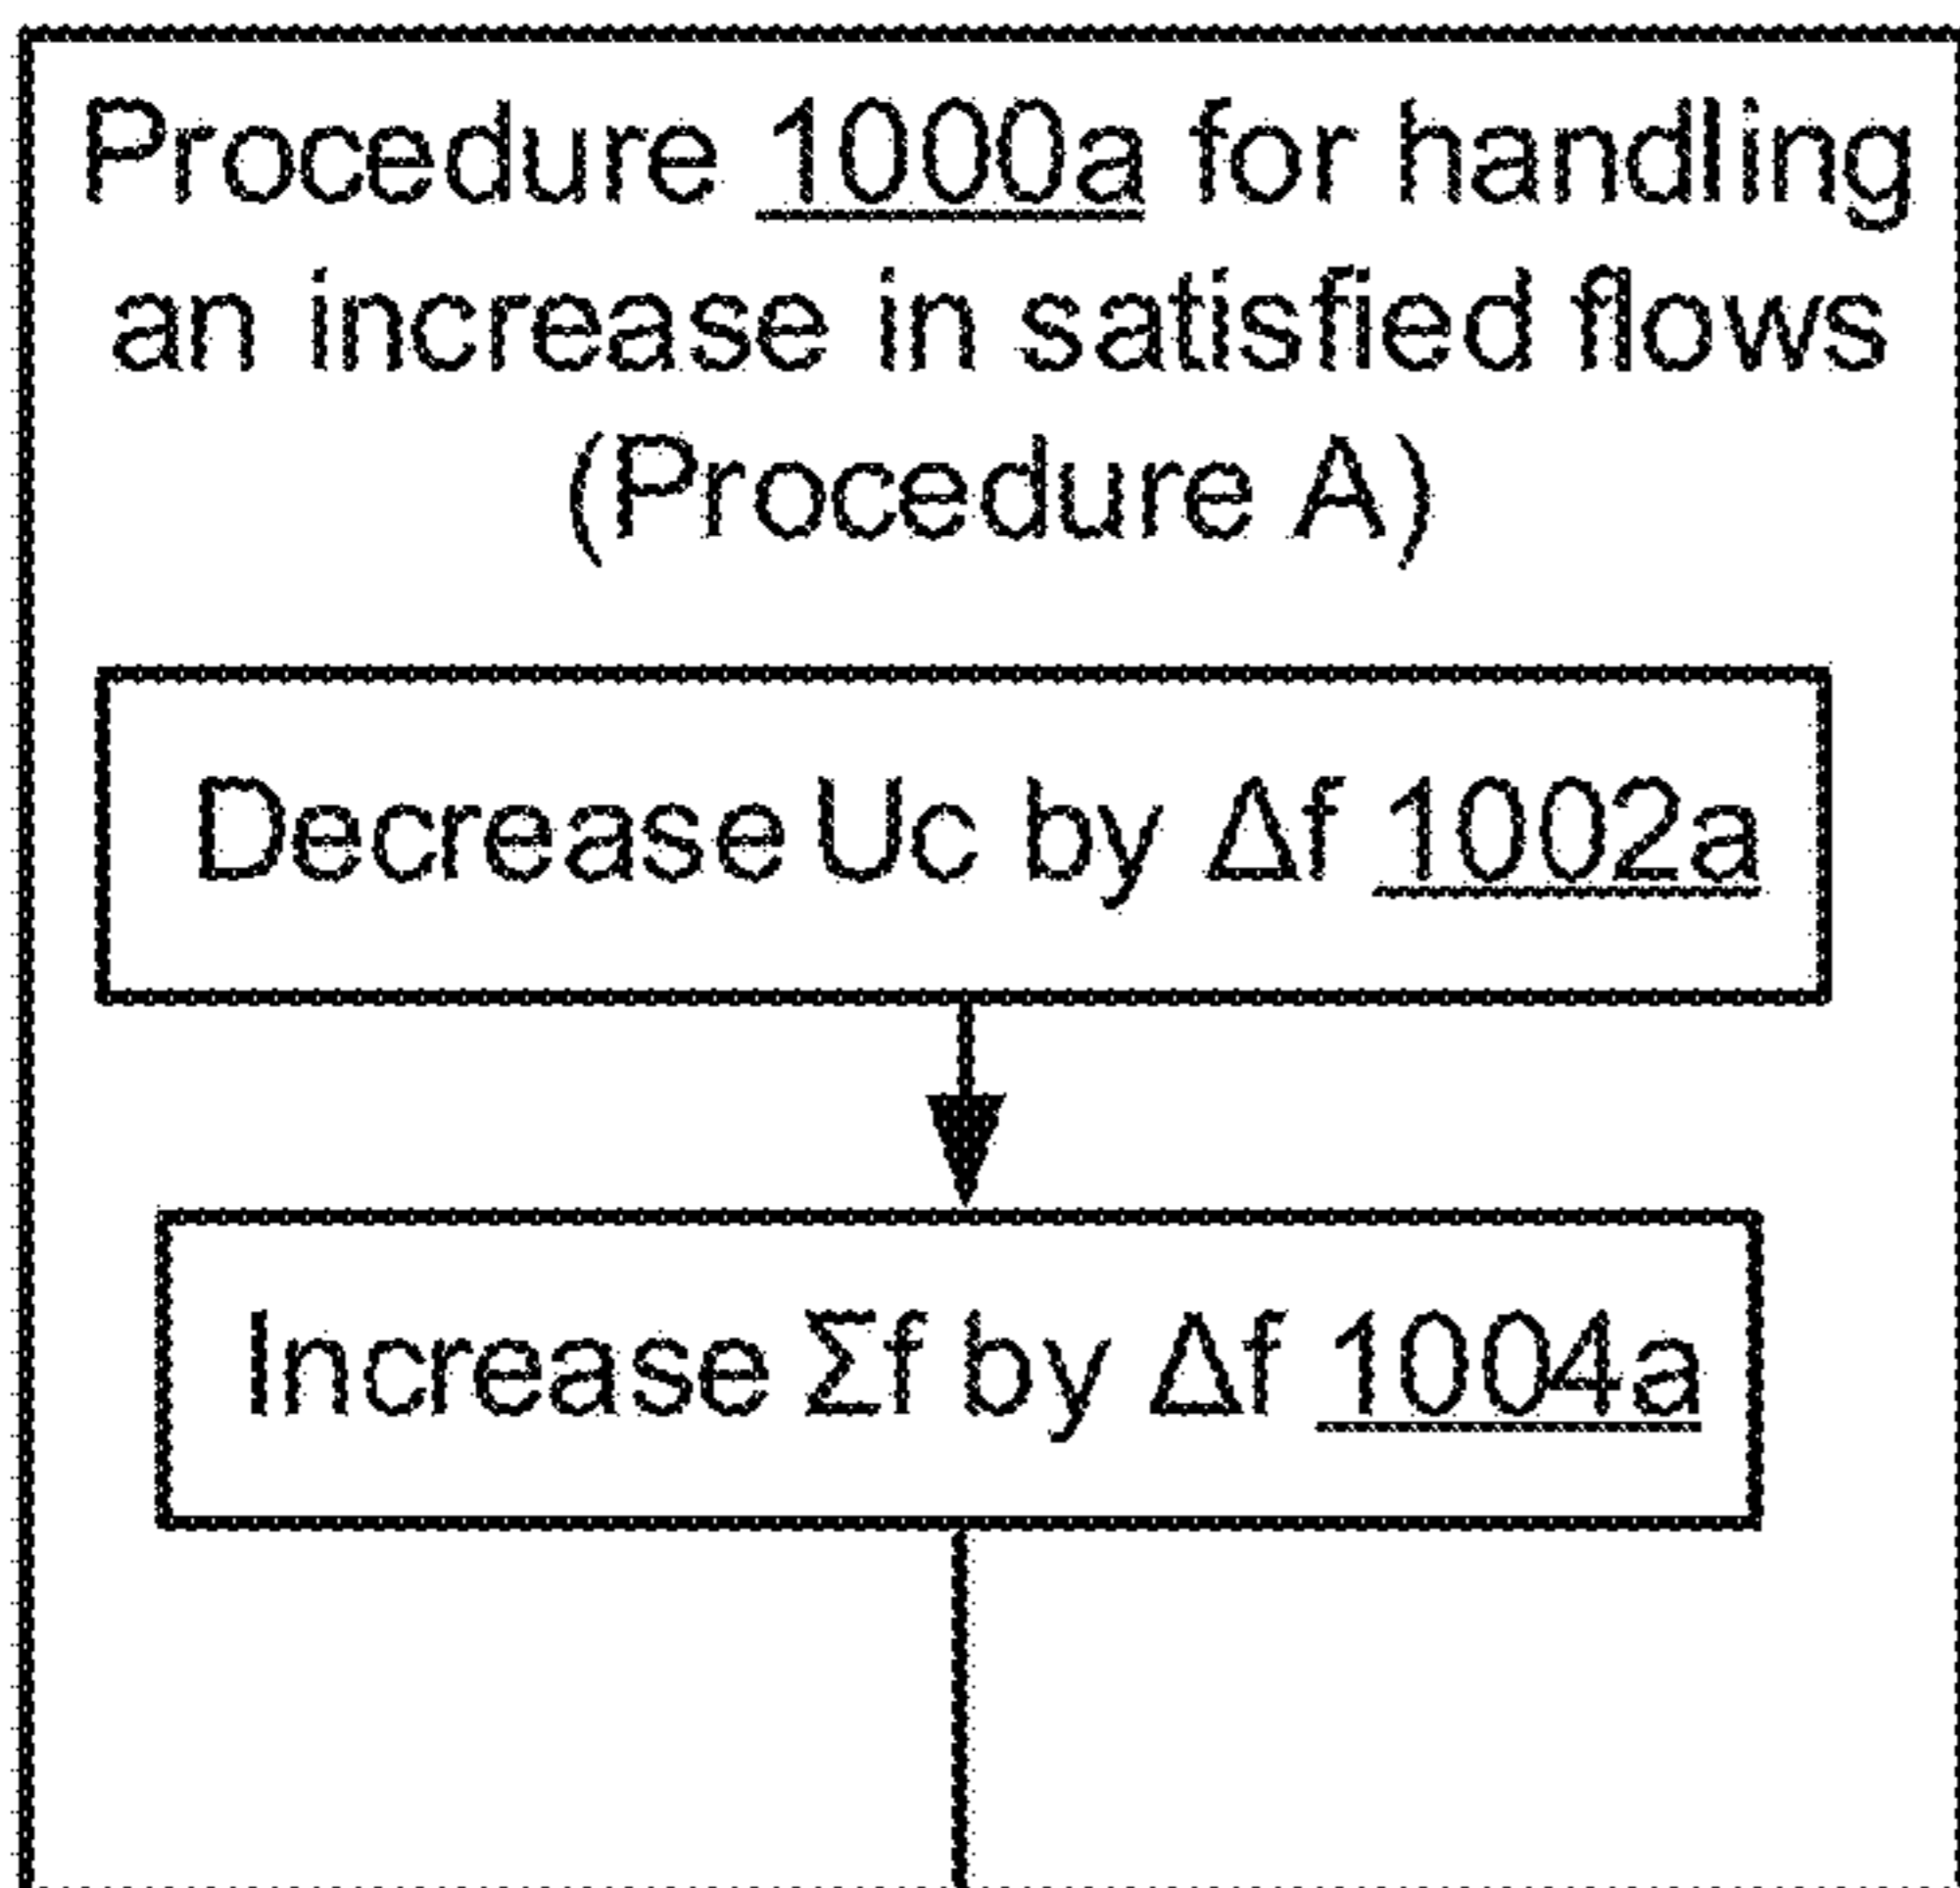 Procedure 1000a for handling
an increase in satisfied flows
(Procedure A)
Decrease Uc by Δf 1002a
Increase Σf by Δf 1004a